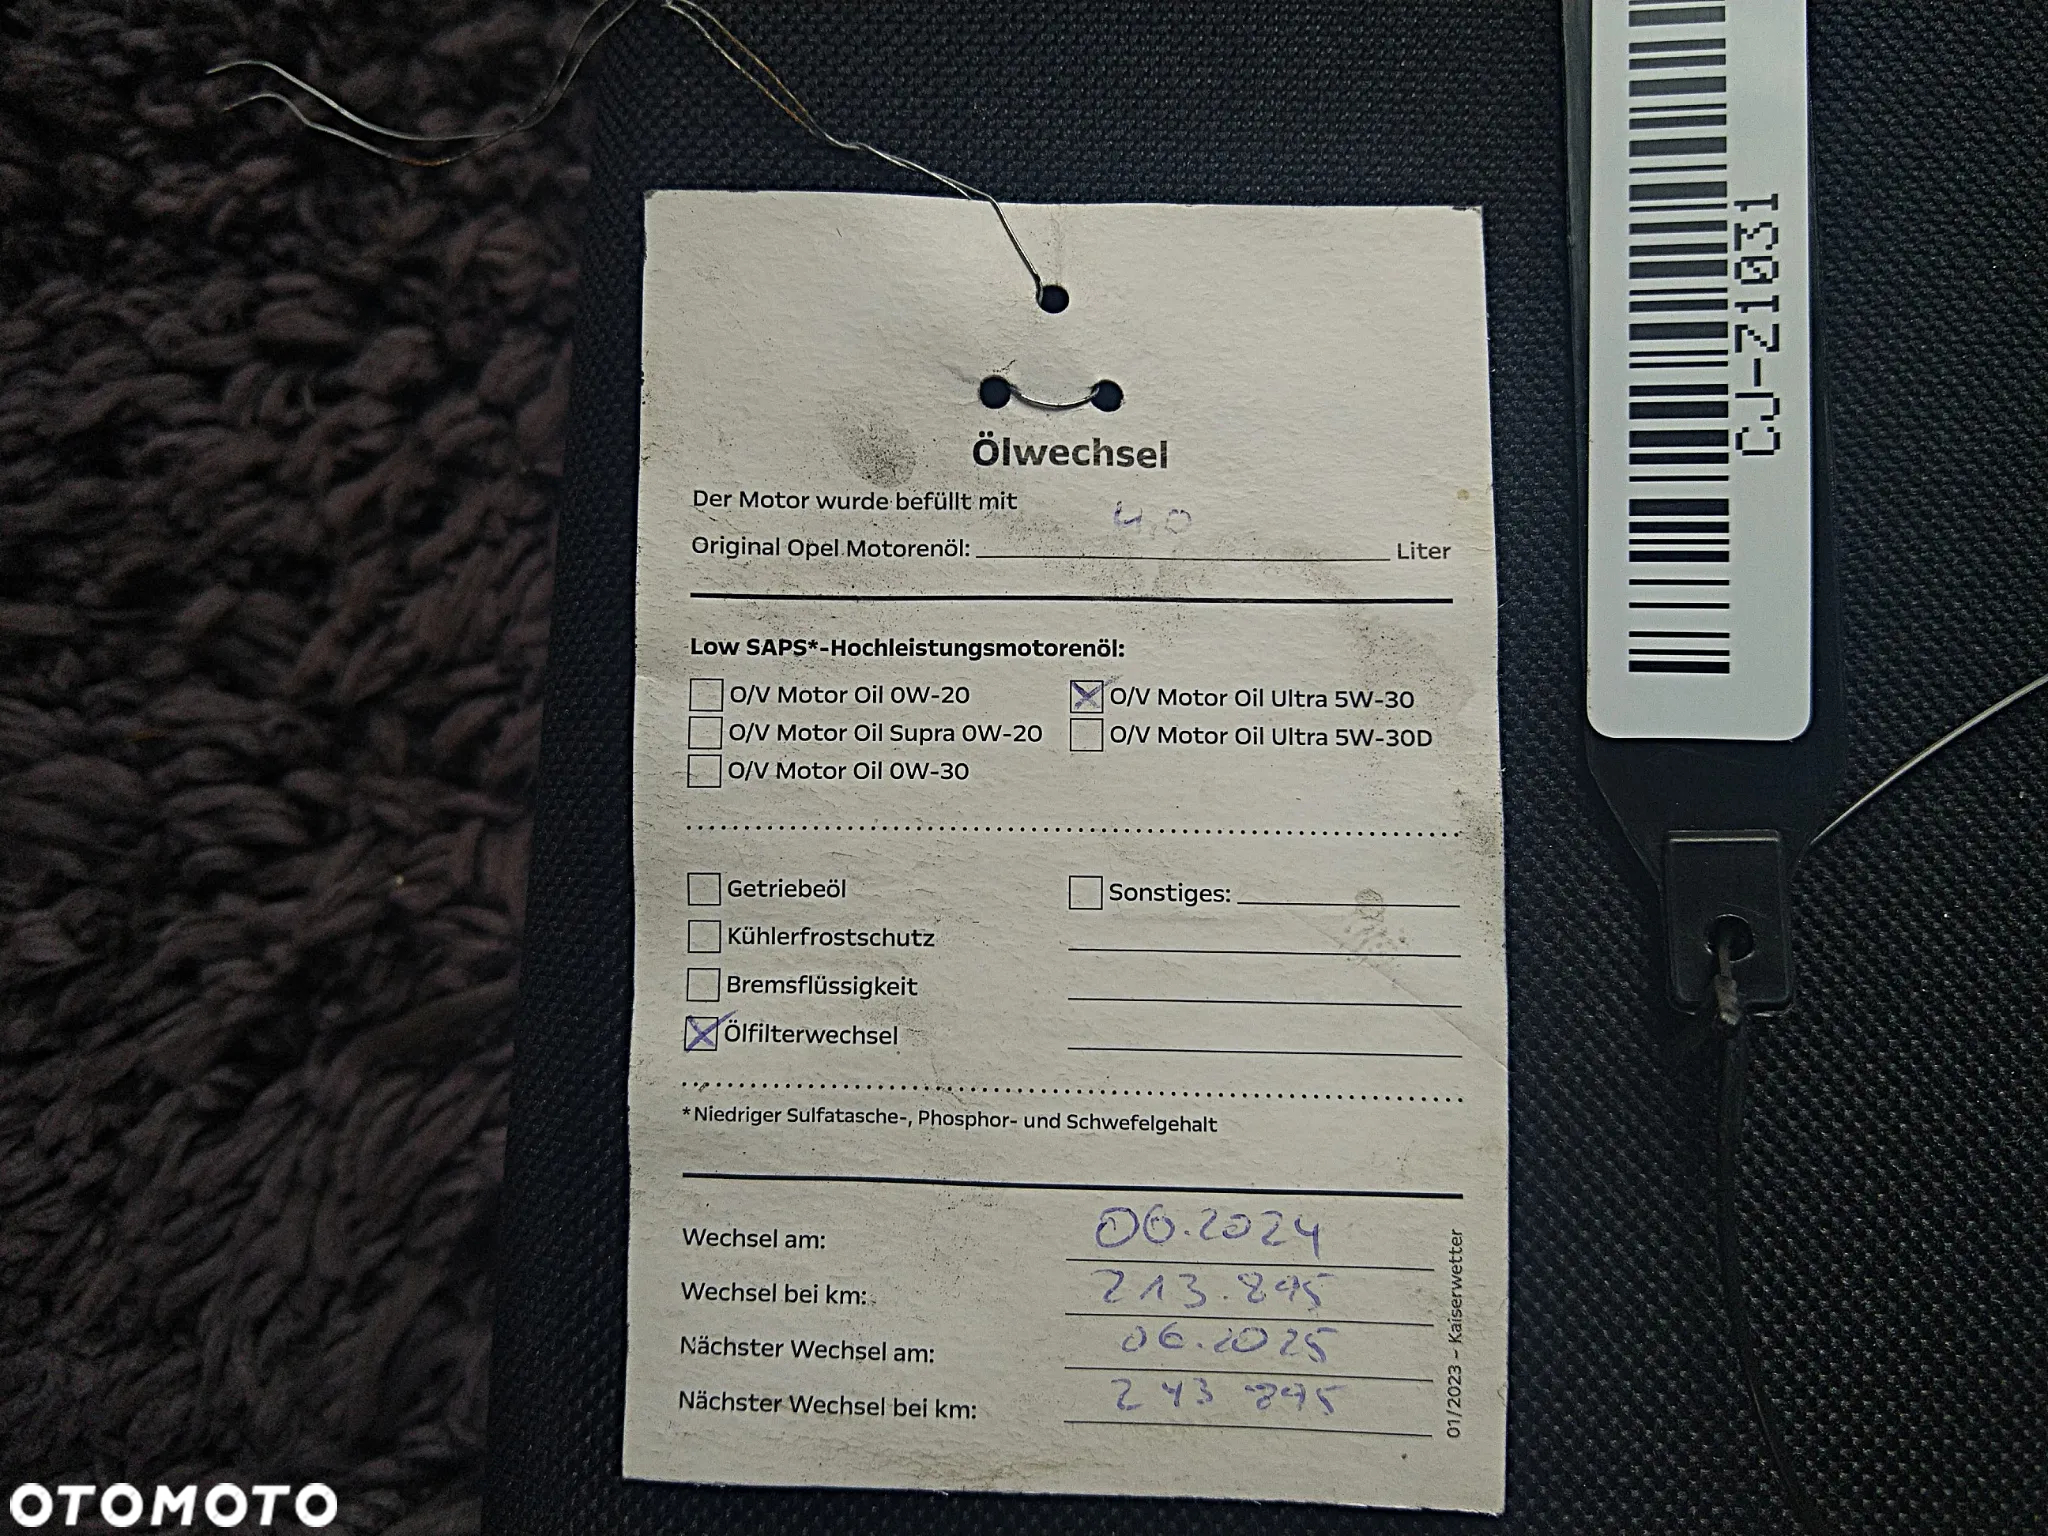 Ölwechsel
Der Motor wurde befüllt mit
Original Opel Motorenöl: 4,0 Liter
Low SAPS*-Hochleistungsmotorenöl:
O/V Motor Oil 0W-20
O/V Motor Oil Supra 0W-20
O/V Motor Oil 0W-30
O/V Motor Oil Ultra 5W-30
O/V Motor Oil Ultra 5W-30D
Getriebeöl
Kühlerfrostschutz
Bremsflüssigkeit
Ölfilterwechsel
Sonstiges:
*Niedriger Sulfatasche-, Phosphor- und Schwefelgehalt
Wechsel am: 06.2024
Wechsel bei km: 213.895
Nächster Wechsel am: 06.2025
Nächster Wechsel bei km: 243 895
01/2023 - Kaiserwetter
CJ-Z1031
OTOMOTO